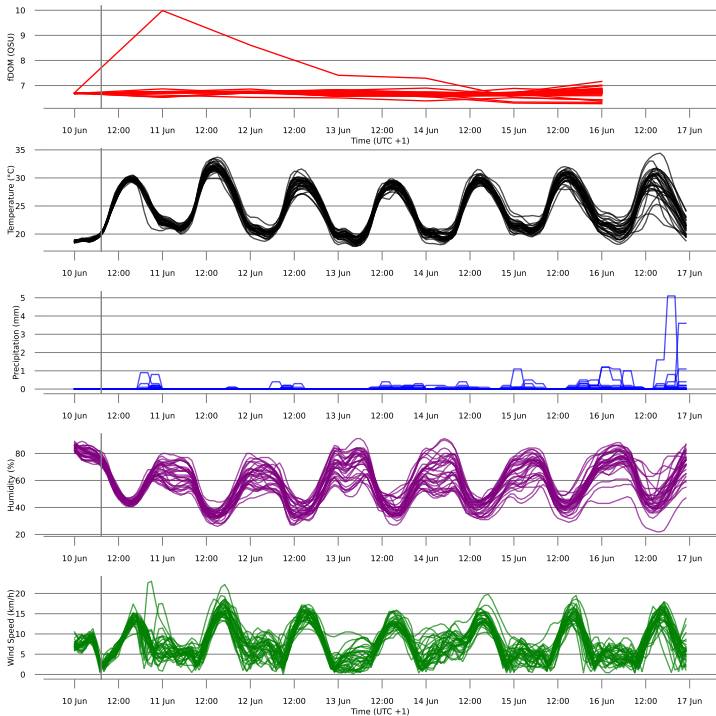 10
9
8
7
fDOM (QSU)
10 Jun 12:00 11 Jun 12:00 12 Jun 12:00 13 Jun 12:00 14 Jun 12:00 15 Jun 12:00 16 Jun 12:00 17 Jun
Time (UTC +1)
35
30
25
20
Temperature (°C)
10 Jun 12:00 11 Jun 12:00 12 Jun 12:00 13 Jun 12:00 14 Jun 12:00 15 Jun 12:00 16 Jun 12:00 17 Jun
5
4
3
2
1
0
Precipitation (mm)
10 Jun 12:00 11 Jun 12:00 12 Jun 12:00 13 Jun 12:00 14 Jun 12:00 15 Jun 12:00 16 Jun 12:00 17 Jun
80
60
40
20
Humidity (%)
10 Jun 12:00 11 Jun 12:00 12 Jun 12:00 13 Jun 12:00 14 Jun 12:00 15 Jun 12:00 16 Jun 12:00 17 Jun
20
15
10
5
0
Wind Speed (km/h)
10 Jun 12:00 11 Jun 12:00 12 Jun 12:00 13 Jun 12:00 14 Jun 12:00 15 Jun 12:00 16 Jun 12:00 17 Jun
Time (UTC +1)